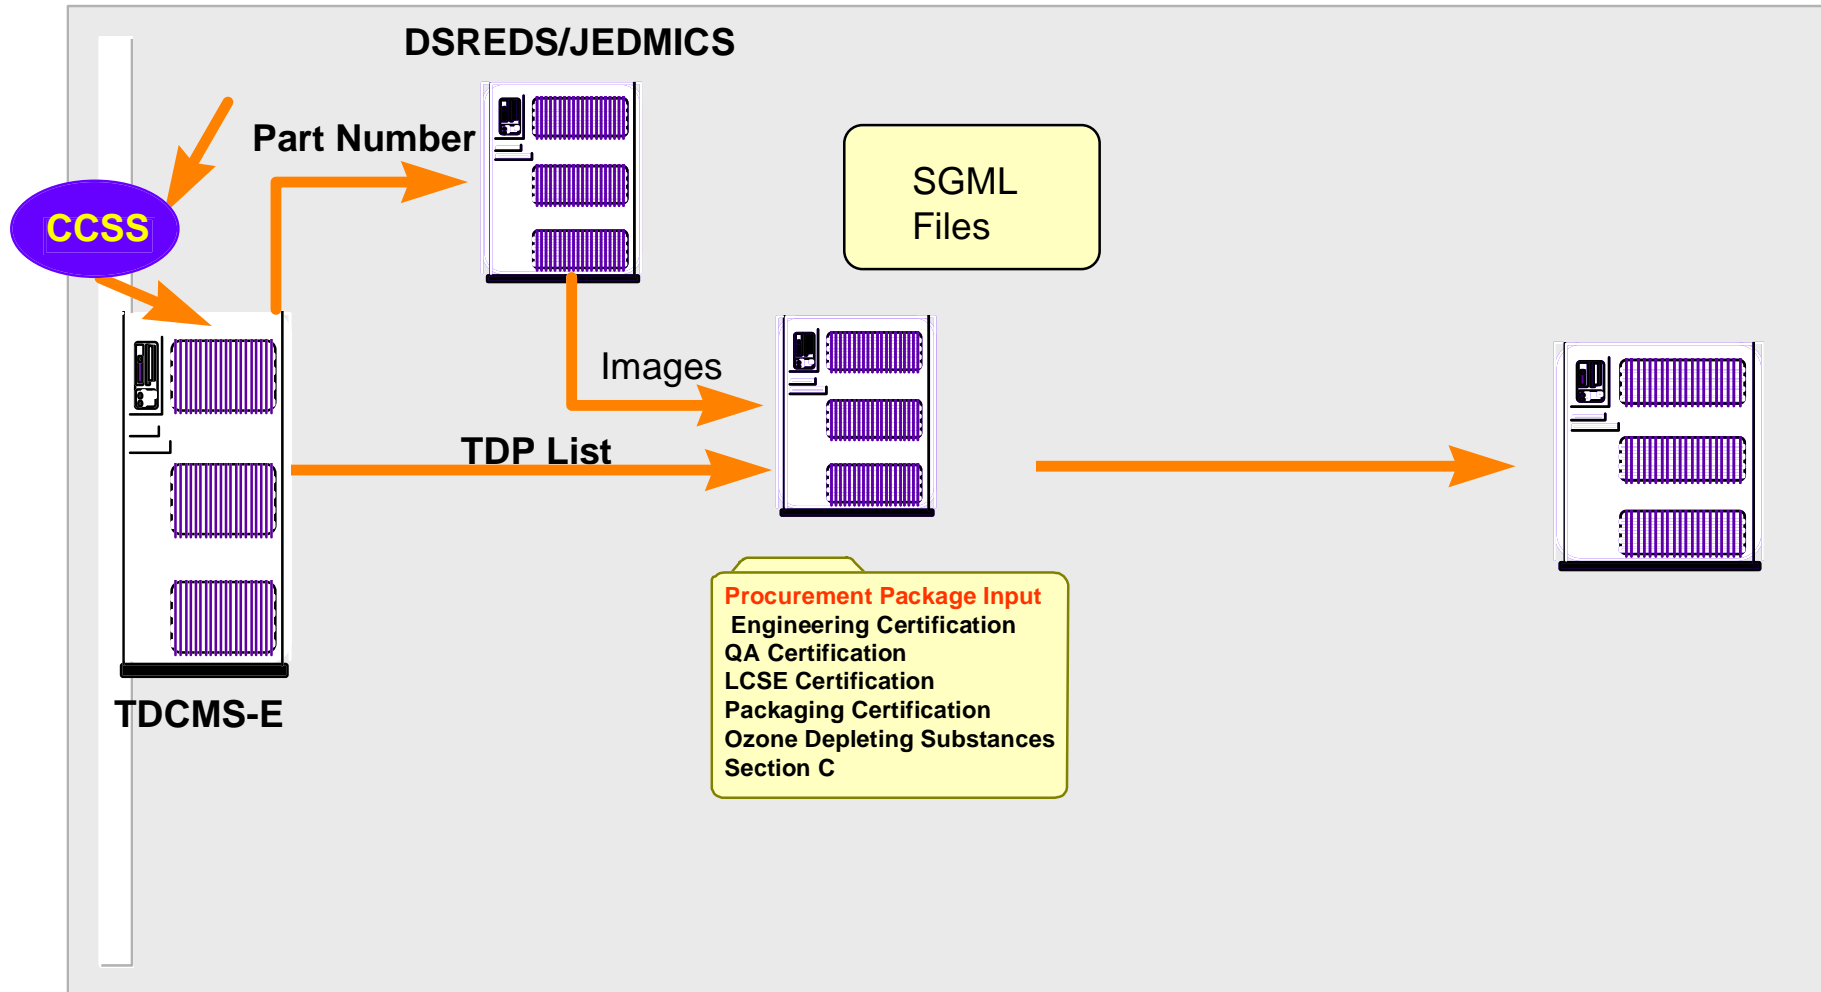 DSREDS/JEDMICS
Part Number
SGML
Files
CCSS
Images
TDP List
TDCMS-E
Procurement Package Input
Engineering Certification
QA Certification
LCSE Certification
Packaging Certification
Ozone Depleting Substances
Section C